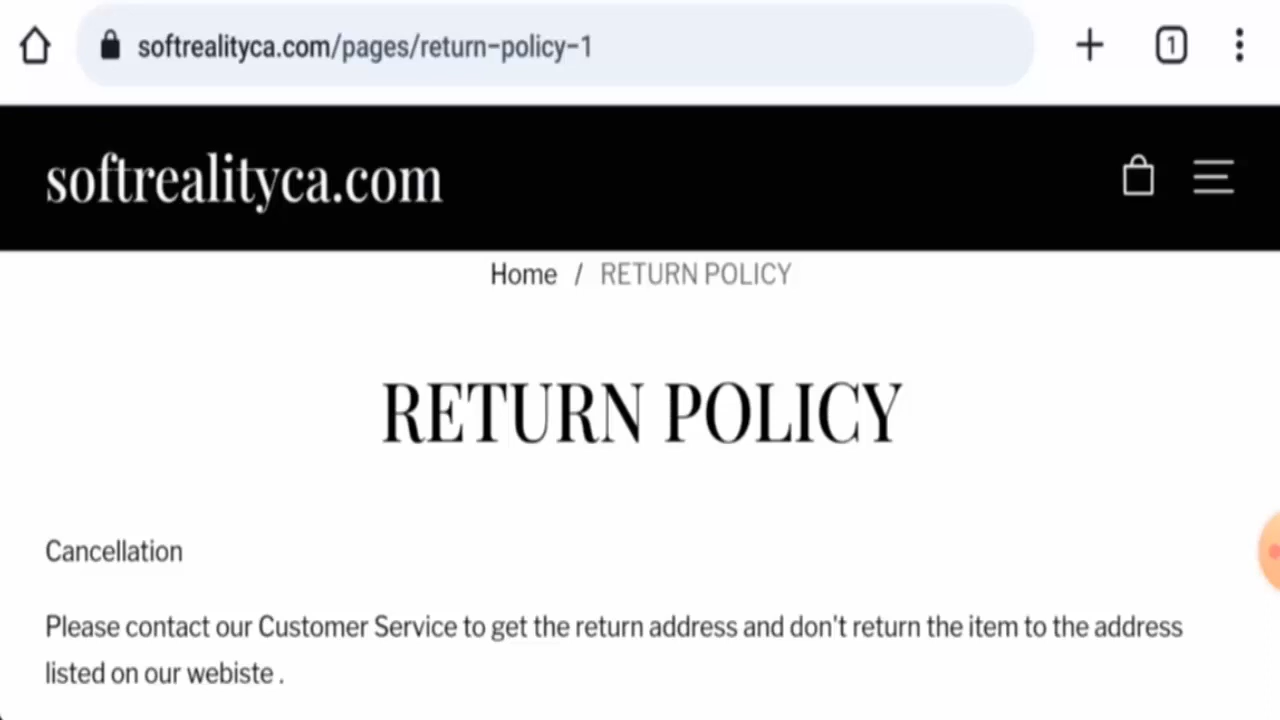 softrealityca.com/pages/return-policy-1
1
softrealityca.com
Home / RETURN POLICY
RETURN POLICY
Cancellation
Please contact our Customer Service to get the return address and don't return the item to the address
listed on our webiste .